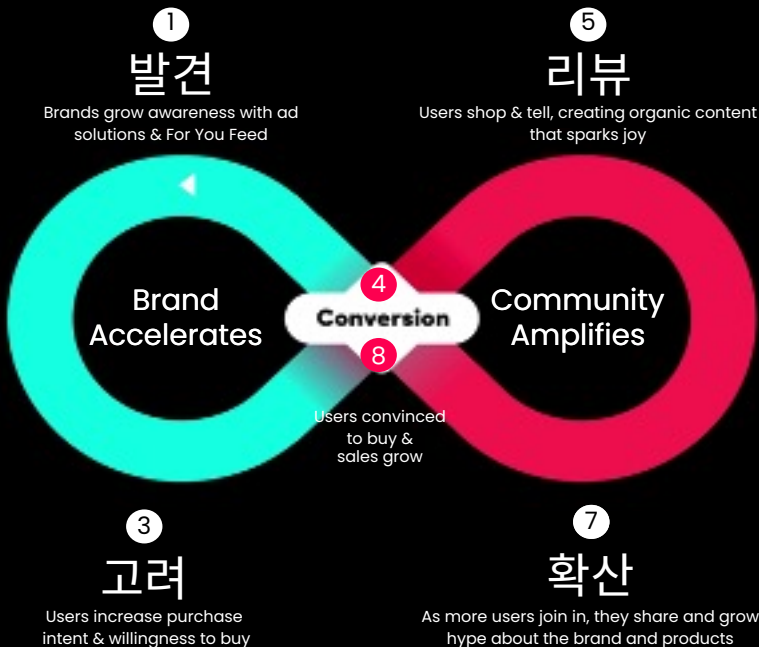 1
발견
Brands grow awareness with ad
solutions & For You Feed
5
리뷰
Users shop & tell, creating organic content
that sparks joy
Brand
Accelerates
4
Conversion
8
Community
Amplifies
Users convinced
to buy &
sales grow
3
고려
Users increase purchase
intent & willingness to buy
7
확산
As more users join in, they share and grow
hype about the brand and products